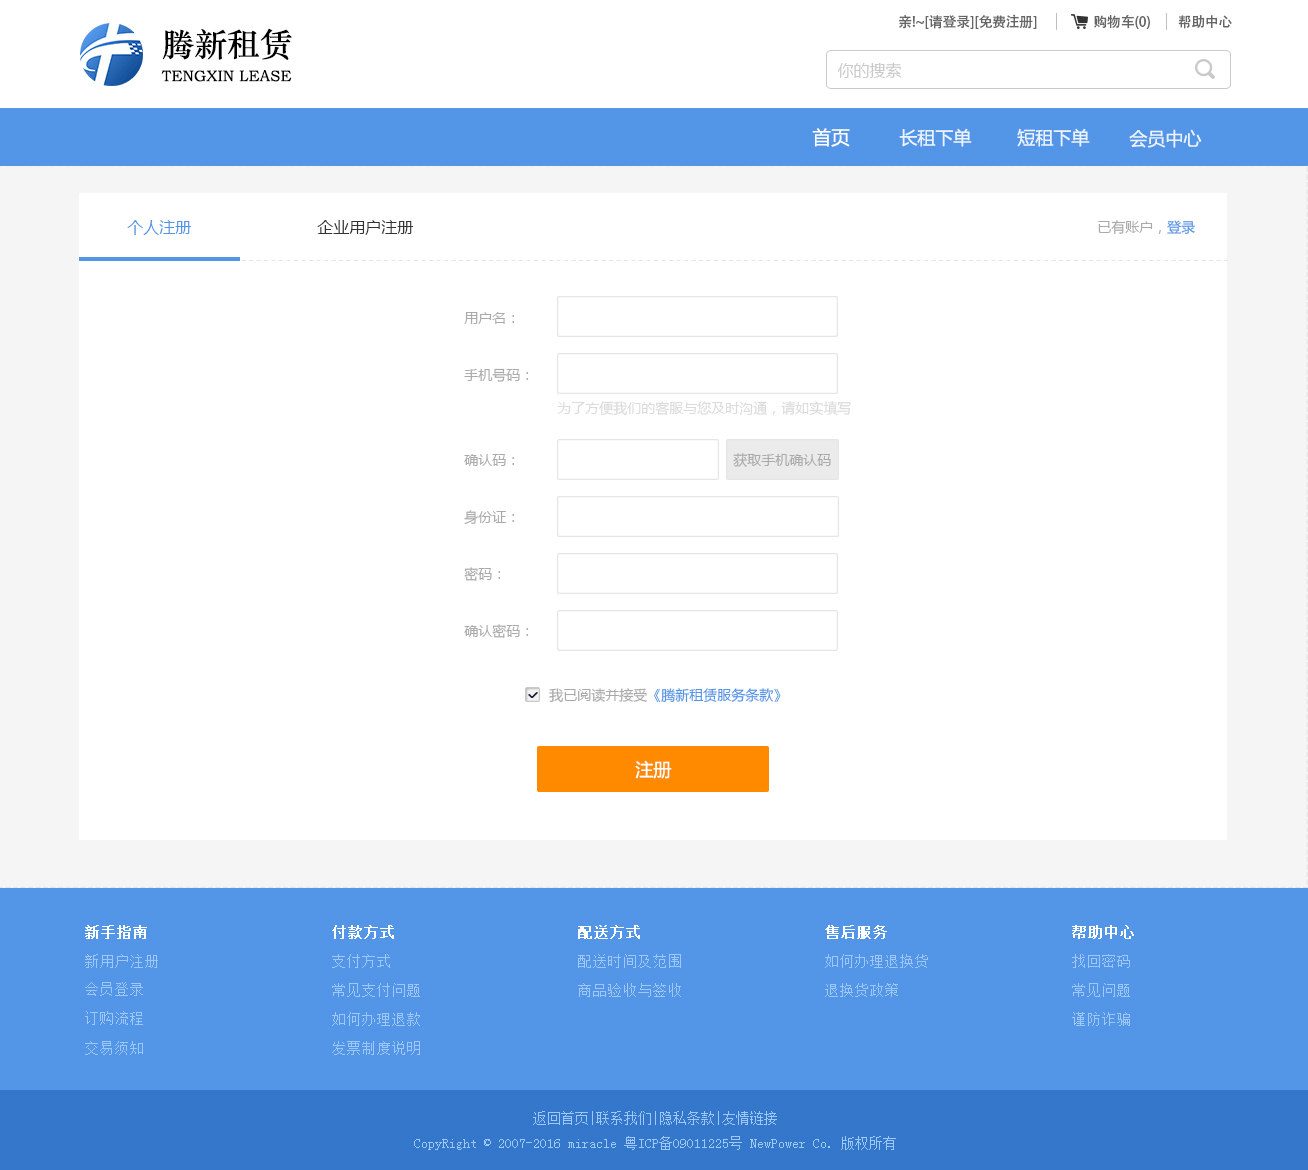 腾新租赁
TENGXIN LEASE
亲!~[请登录][免费注册] 购物车(0) 帮助中心
你的搜索
首页 长租下单 短租下单 会员中心
个人注册 企业用户注册 已有账户，登录
用户名：
手机号码：
为了方便我们的客服与您及时沟通，请如实填写
确认码： 获取手机确认码
身份证：
密码：
确认密码：
我已阅读并接受《腾新租赁服务条款》
注册
新手指南 付款方式 配送方式 售后服务 帮助中心
新用户注册 支付方式 配送时间及范围 如何办理退换货 找回密码
会员登录 常见支付问题 商品验收与签收 退换货政策 常见问题
订购流程 如何办理退款 谨防诈骗
交易须知 发票制度说明
返回首页|联系我们|隐私条款|友情链接
CopyRight © 2007-2016 miracle 粤ICP备09011225号 NewPower Co. 版权所有